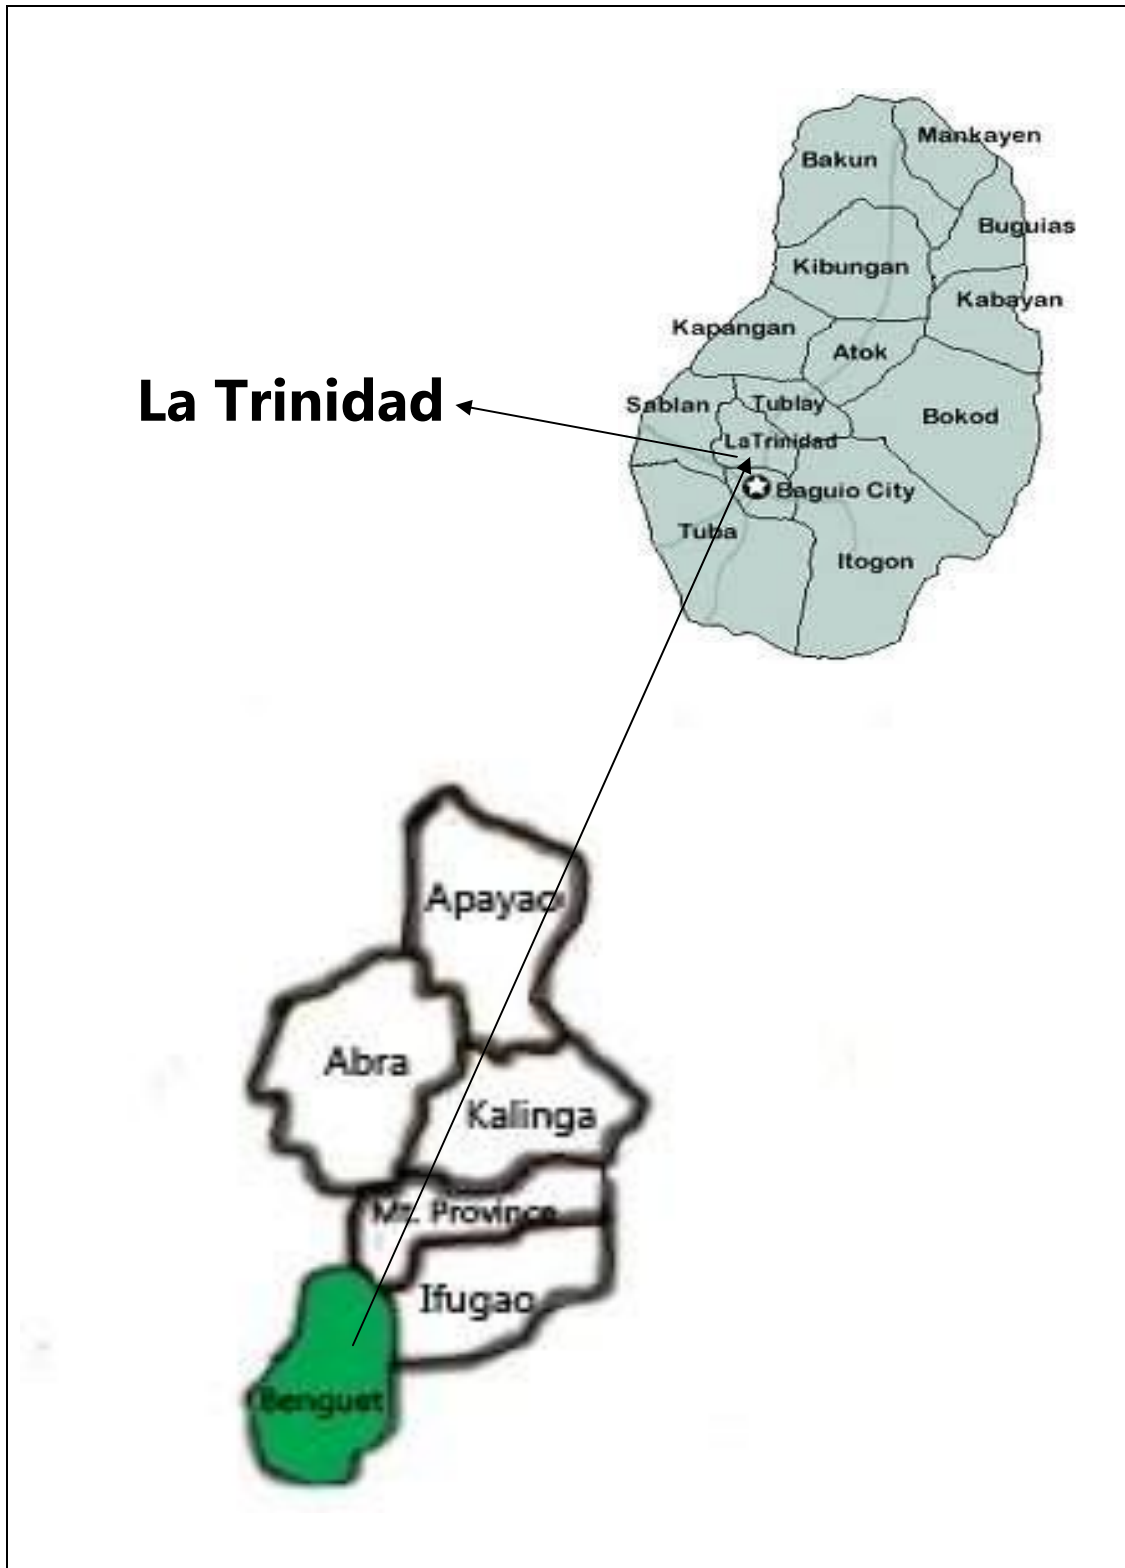 Mankayen
Bakun
Buguias
Kibungan
Kabayan
Kapangan
Atok
La Trinidad
Sablan
Tublay
Bokod
LaTrinidad
Baguio City
Tuba
Itogon
Apayao
Abra
Kalinga
Mt. Province
Ifugao
Benguet